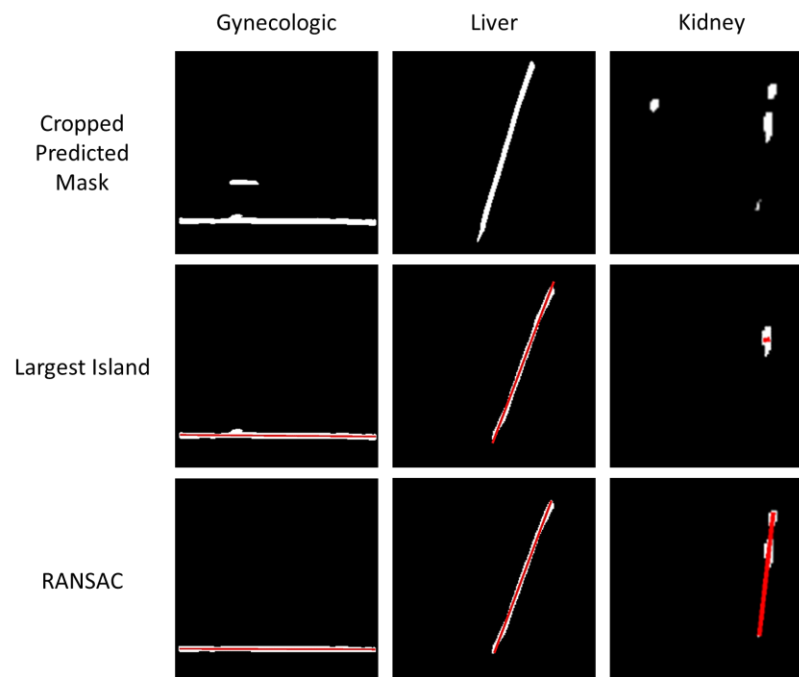 Gynecologic
Liver
Kidney
Cropped
Predicted
Mask
Largest Island
RANSAC